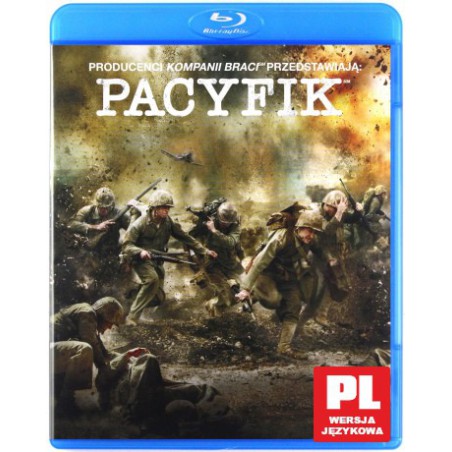 Blu-ray Disc
PRODUCENCI KOMPANII BRACI™ PRZEDSTAWIAJĄ:
PACYFIK™
PL
WERSJA
JĘZYKOWA